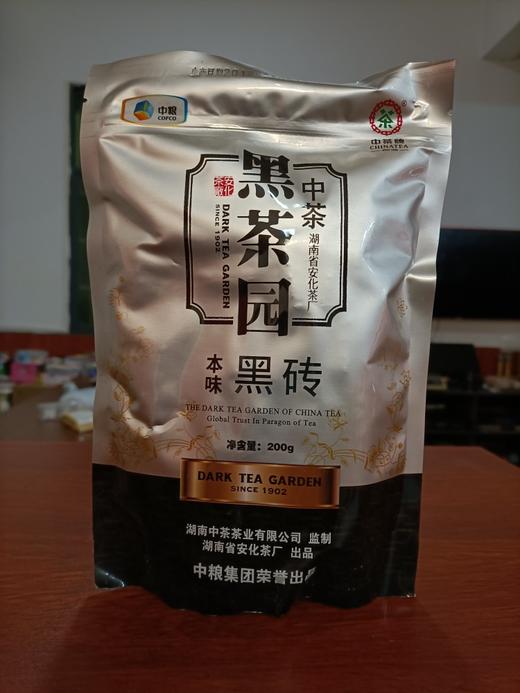 中粮
COFCO
中茶牌
CHINATEA
安化
茶厂
黑茶园
DARK TEA GARDEN
SINCE 1902
中茶
湖南省安化茶厂
本味
黑砖
THE DARK TEA GARDEN OF CHINA TEA
Global Trust In Paragon of Tea
净含量：200g
DARK TEA GARDEN
SINCE 1902
湖南中茶茶业有限公司 监制
湖南省安化茶厂 出品
中粮集团荣誉出品